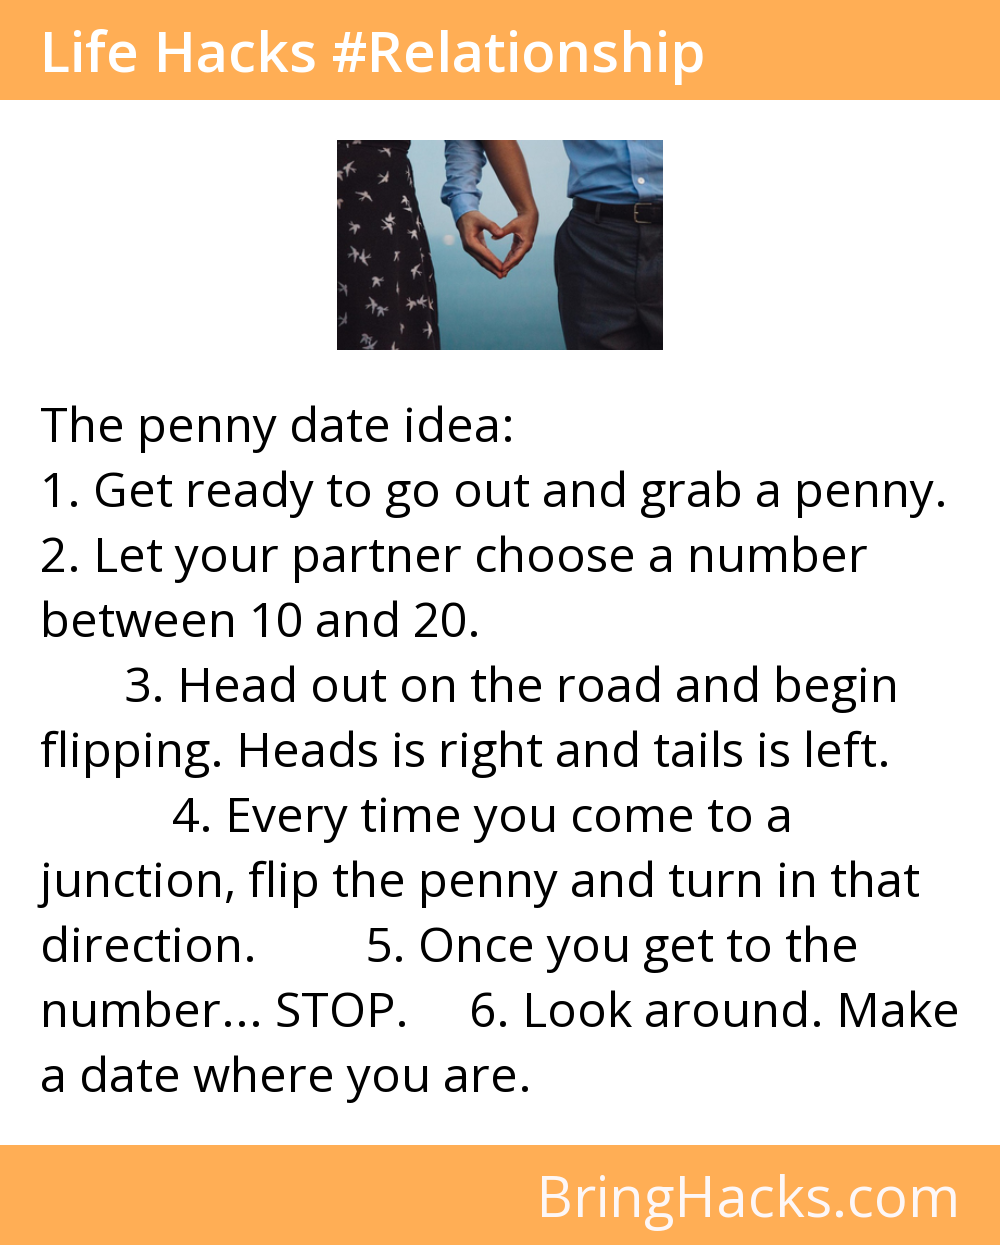 Life Hacks #Relationship
The penny date idea:
1. Get ready to go out and grab a penny.
2. Let your partner choose a number
between 10 and 20.
3. Head out on the road and begin
flipping. Heads is right and tails is left.
4. Every time you come to a
junction, flip the penny and turn in that
direction. 5. Once you get to the
number... STOP. 6. Look around. Make
a date where you are.
BringHacks.com